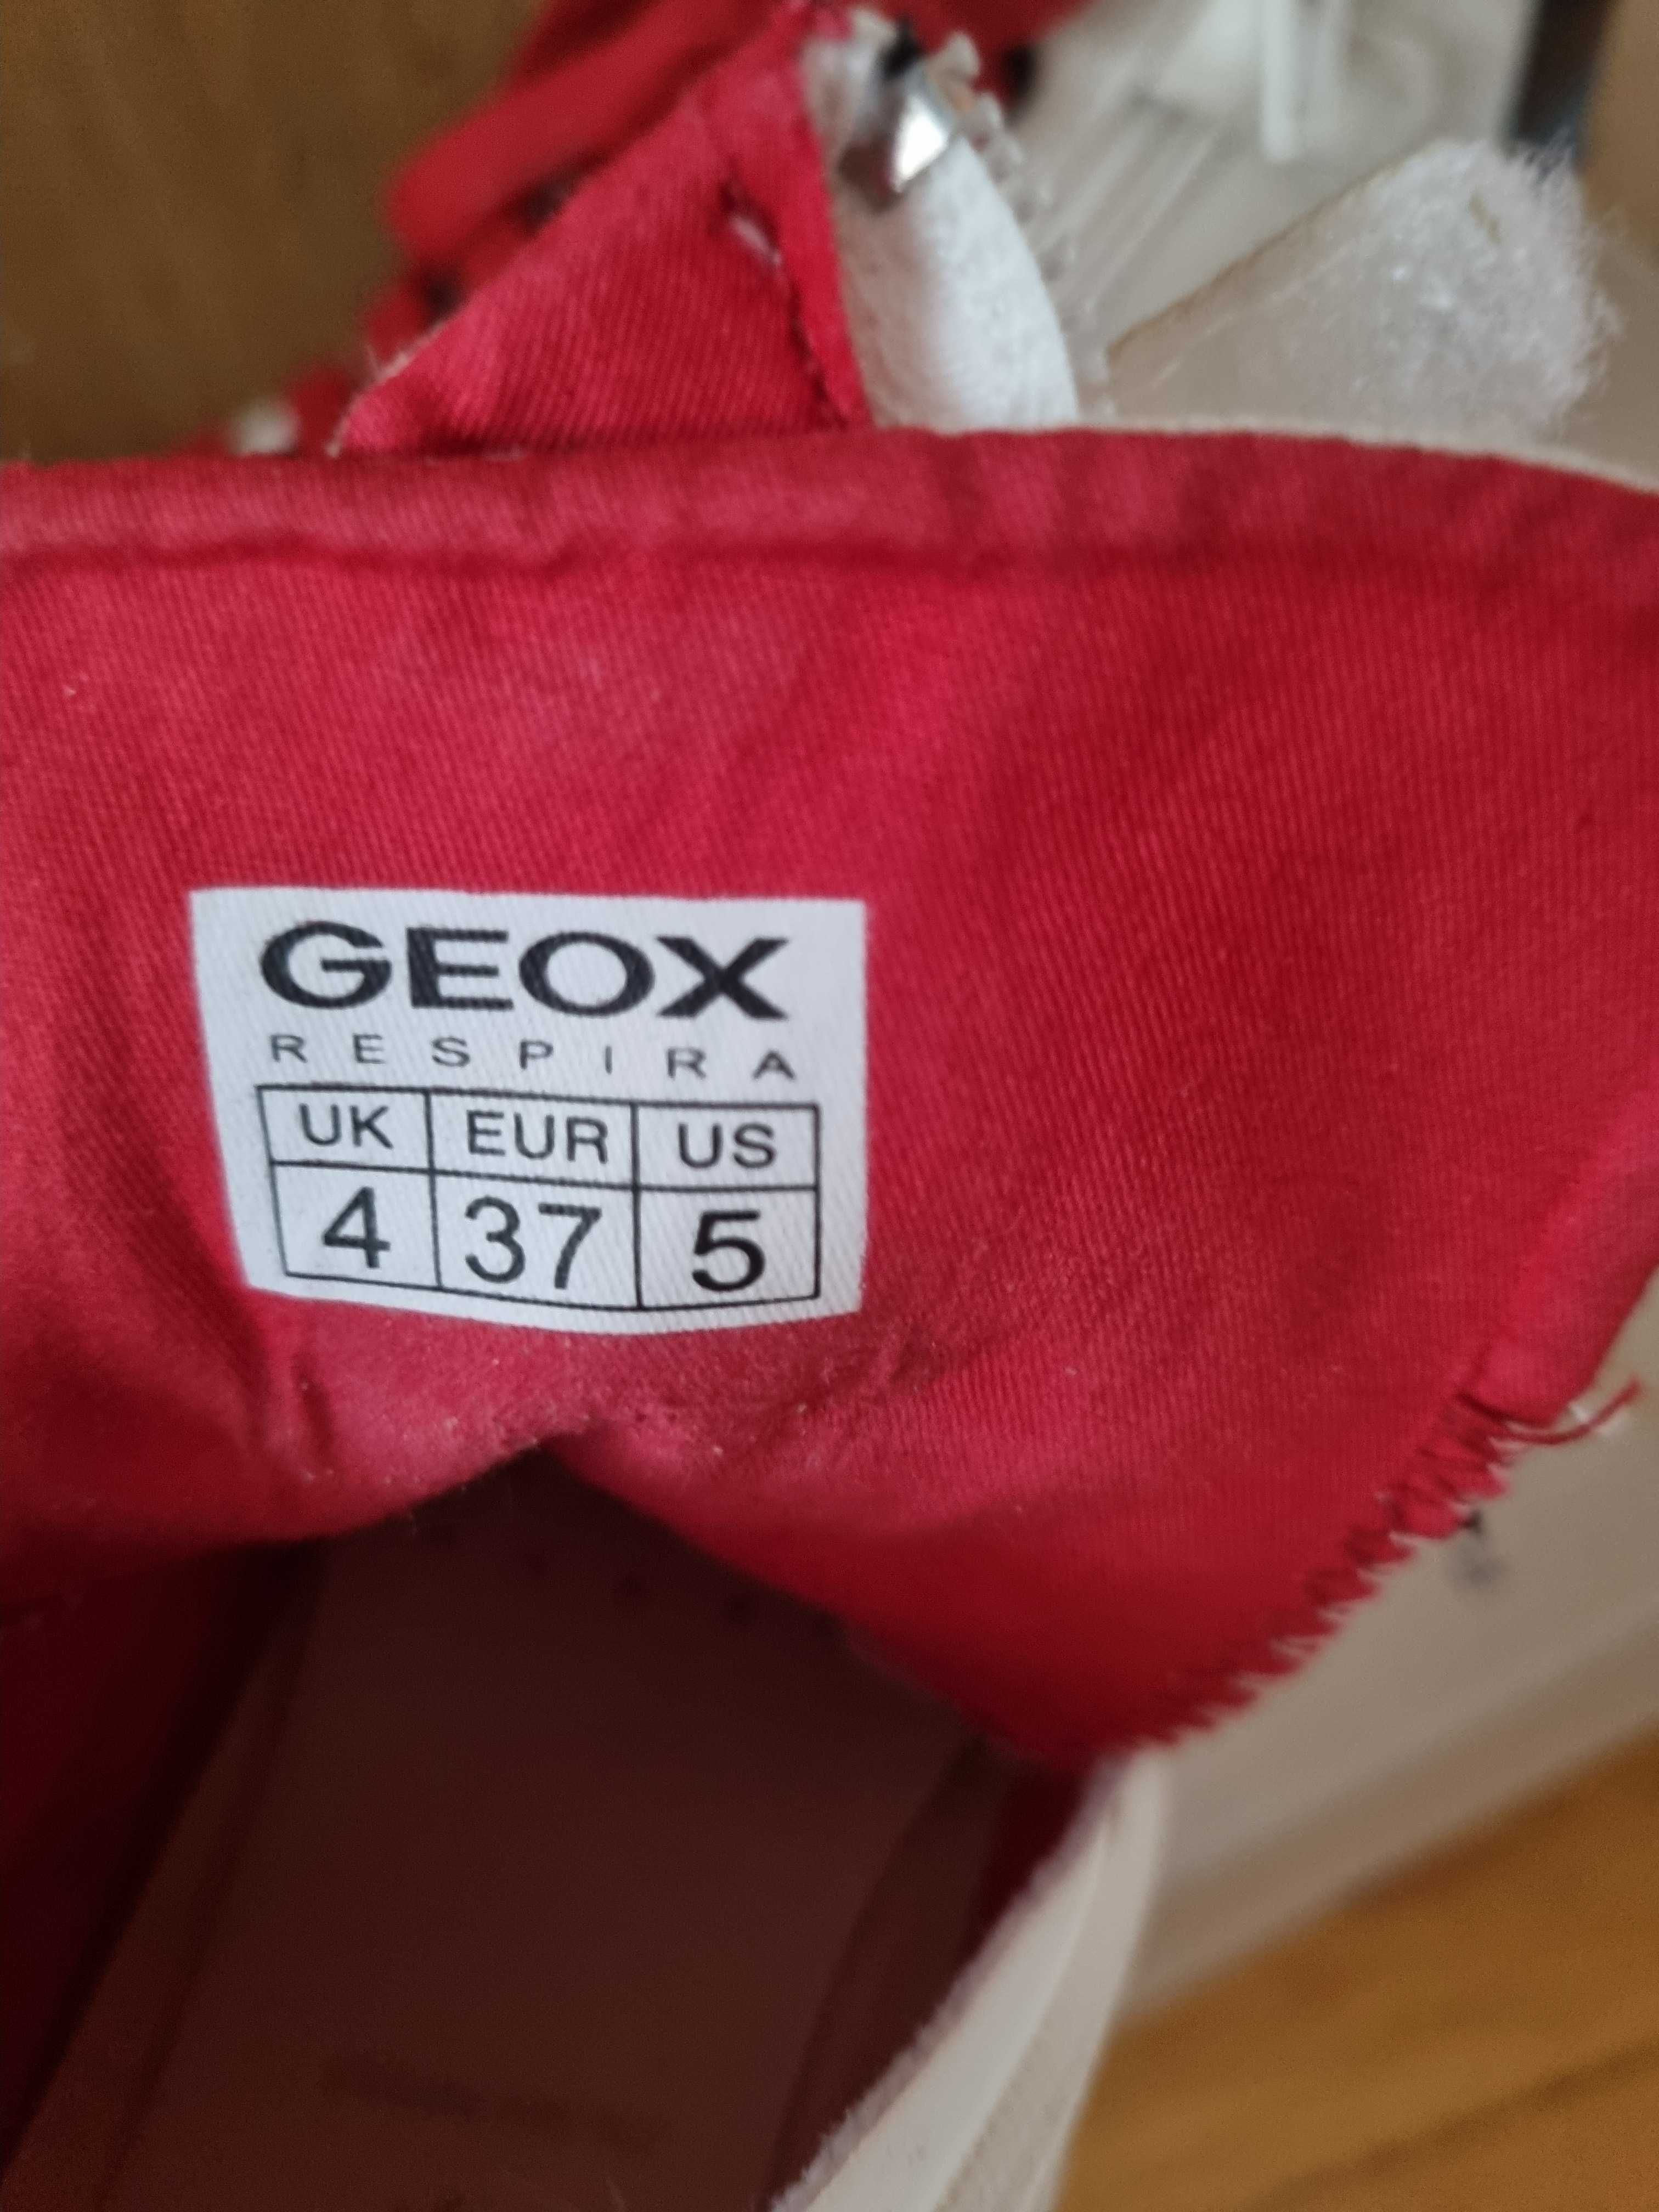 GEOX
RESPIRA
UK EUR US
4 37 5